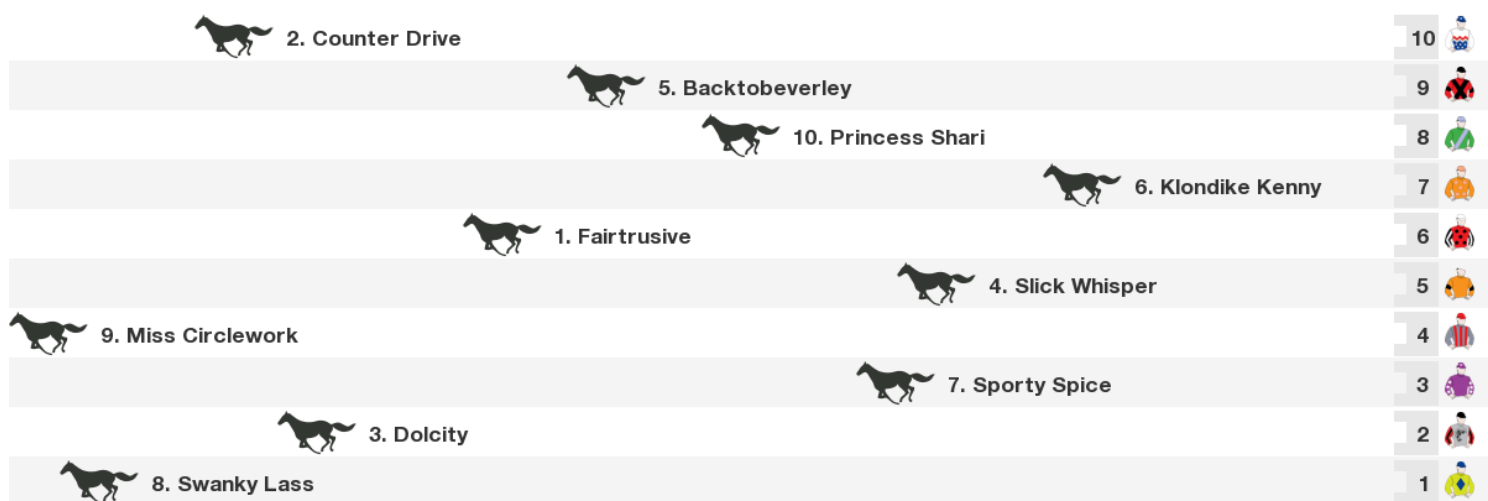 2. Counter Drive 10
5. Backtobeverley 9
10. Princess Shari 8
6. Klondike Kenny 7
1. Fairtrusive 6
4. Slick Whisper 5
9. Miss Circlework 4
7. Sporty Spice 3
3. Dolcity 2
8. Swanky Lass 1